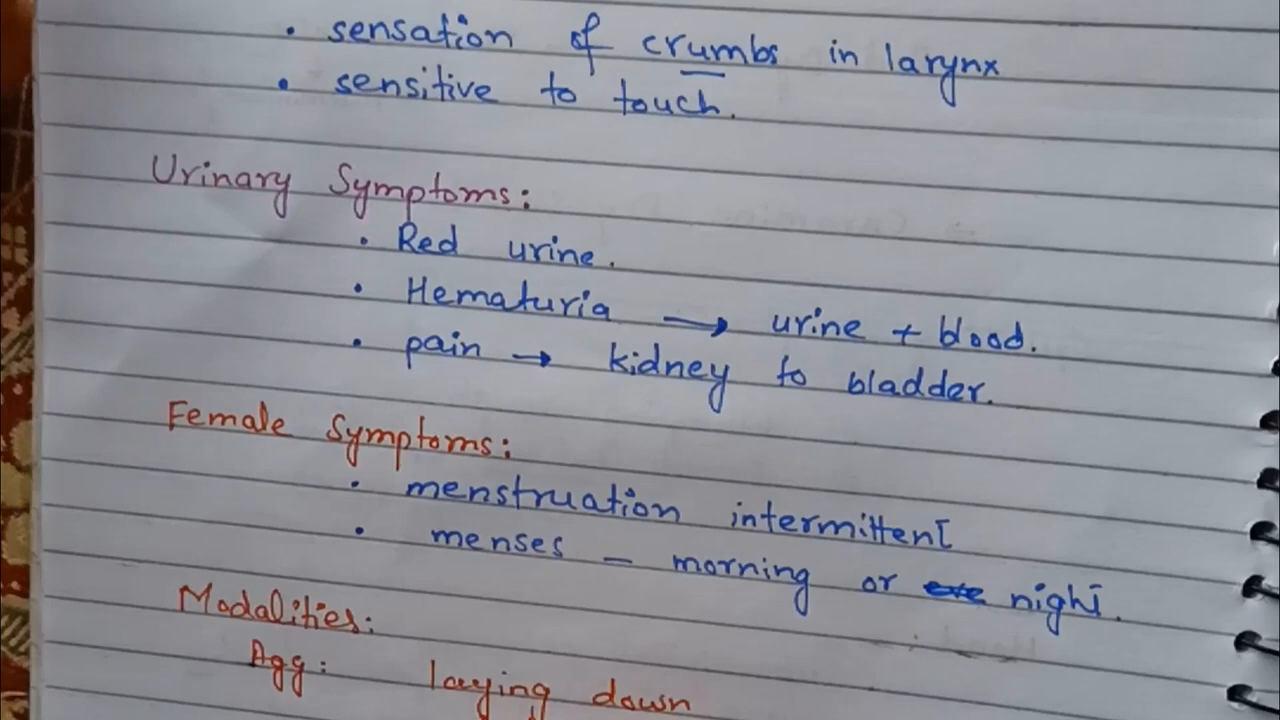 • sensation of crumbs in larynx
• sensitive to touch.
Urinary Symptoms:
• Red urine.
• Hematuria → urine + blood.
• pain → kidney to bladder.
Female Symptoms:
• menstruation intermittent
• menses – morning or night.
Modalities:
Agg: laying down